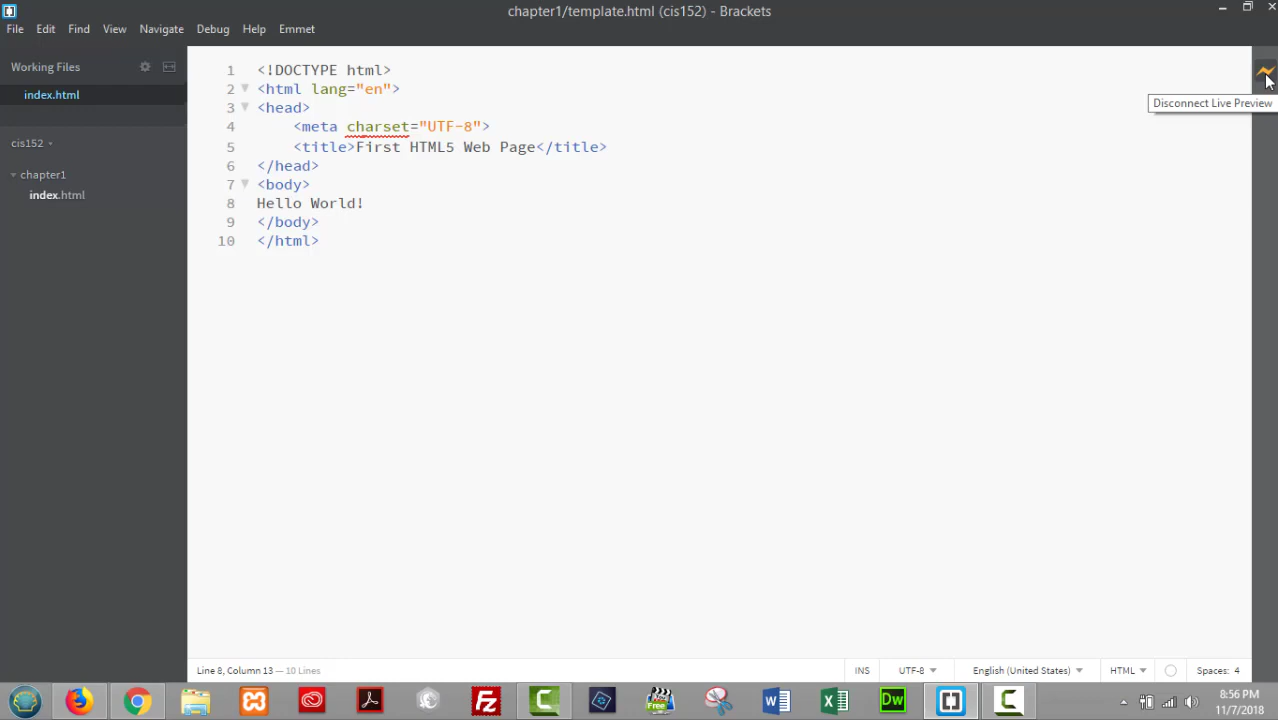 chapter1/template.html (cis152) - Brackets
File Edit Find View Navigate Debug Help Emmet
Working Files
index.html
cis152
chapter1
index.html
1 <!DOCTYPE html>
2 <html lang="en">
3 <head>
4 <meta charset="UTF-8">
5 <title>First HTML5 Web Page</title>
6 </head>
7 <body>
8 Hello World!
9 </body>
10 </html>
Disconnect Live Preview
Line 8, Column 13 — 10 Lines
INS UTF-8 English (United States) HTML Spaces: 4
Free
W X Dw
8:56 PM
11/7/2018